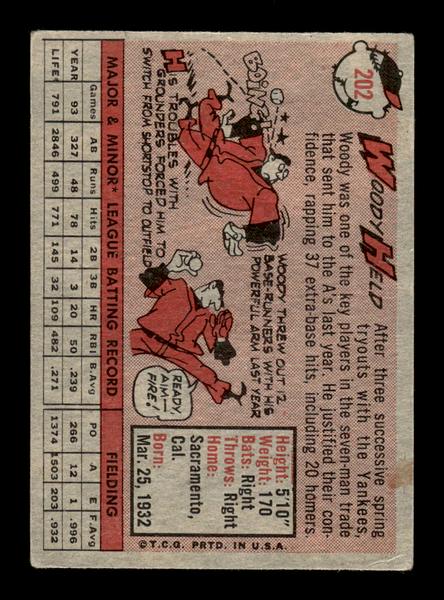 202
WOODY HELD
After three successive spring
tryouts with the Yankees,
Woody was one of the key players in the seven-man trade
that sent him to the A's last year. He justified their con-
fidence, rapping 37 extra-base hits, including 20 homers.
BOING
HIS TROUBLES WITH
GROUNDERS FORCED HIM TO
SWITCH FROM SHORTSTOP TO OUTFIELD
WOODY THREW OUT 12
BASE-RUNNERS WITH HIS
POWERFUL ARM LAST YEAR
READY,
AIM—
FIRE!
Height: 5'10"
Weight: 170
Bats: Right
Throws: Right
Home:
Sacramento,
Cal.
Born:
Mar. 25, 1932
©T.C.G. PRTD. IN U.S.A.
MAJOR & MINOR* LEAGUE BATTING RECORD FIELDING
Games AB Runs Hits 2B 3B HR RBI B.Avg PO A E F.Avg
YEAR 93 327 48 78 14 3 20 50 .239 266 12 1 .996
LIFE* 791 2846 499 771 145 32 109 482 .271 1374 1503 203 .932